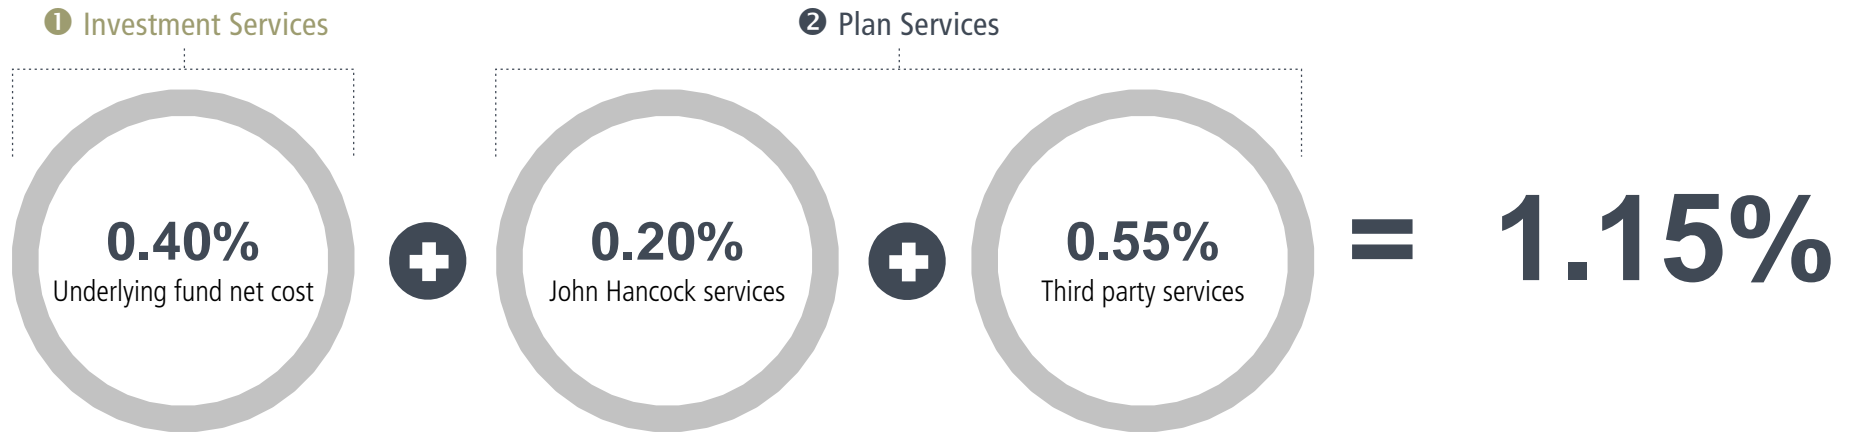 ❶ Investment Services
❷ Plan Services
0.40%
Underlying fund net cost
+
0.20%
John Hancock services
+
0.55%
Third party services
= 1.15%